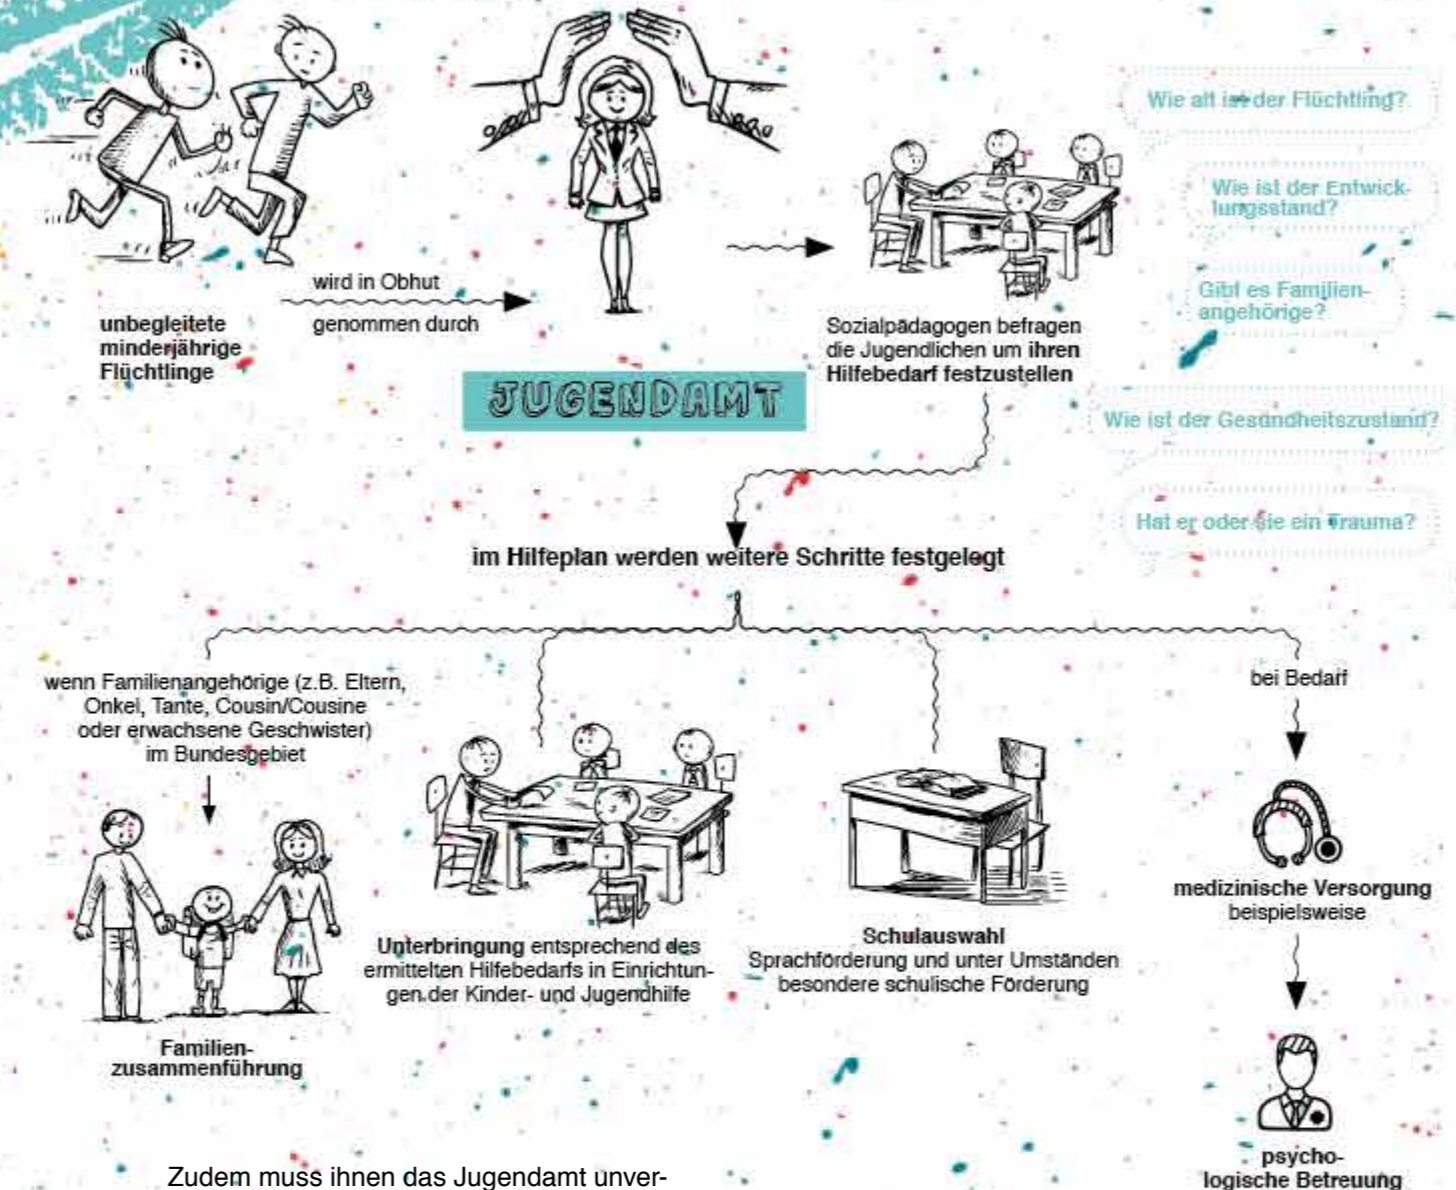 unbegleitete
minderjährige
Flüchtlinge
wird in Obhut
genommen durch
JUGENDAMT
Sozialpädagogen befragen
die Jugendlichen um ihren
Hilfebedarf festzustellen
Wie alt ist der Flüchtling?
Wie ist der Entwick-
lungsstand?
Gibt es Familien-
angehörige?
Wie ist der Gesundheitszustand?
Hat er oder sie ein Trauma?
im Hilfeplan werden weitere Schritte festgelegt
wenn Familienangehörige (z.B. Eltern,
Onkel, Tante, Cousin/Cousine
oder erwachsene Geschwister)
im Bundesgebiet
Familien-
zusammenführung
Unterbringung entsprechend des
ermittelten Hilfebedarfs in Einrichtun-
gen der Kinder- und Jugendhilfe
Schulauswahl
Sprachförderung und unter Umständen
besondere schulische Förderung
bei Bedarf
medizinische Versorgung
beispielsweise
psycho-
logische Betreuung
Zudem muss ihnen das Jugendamt unver-